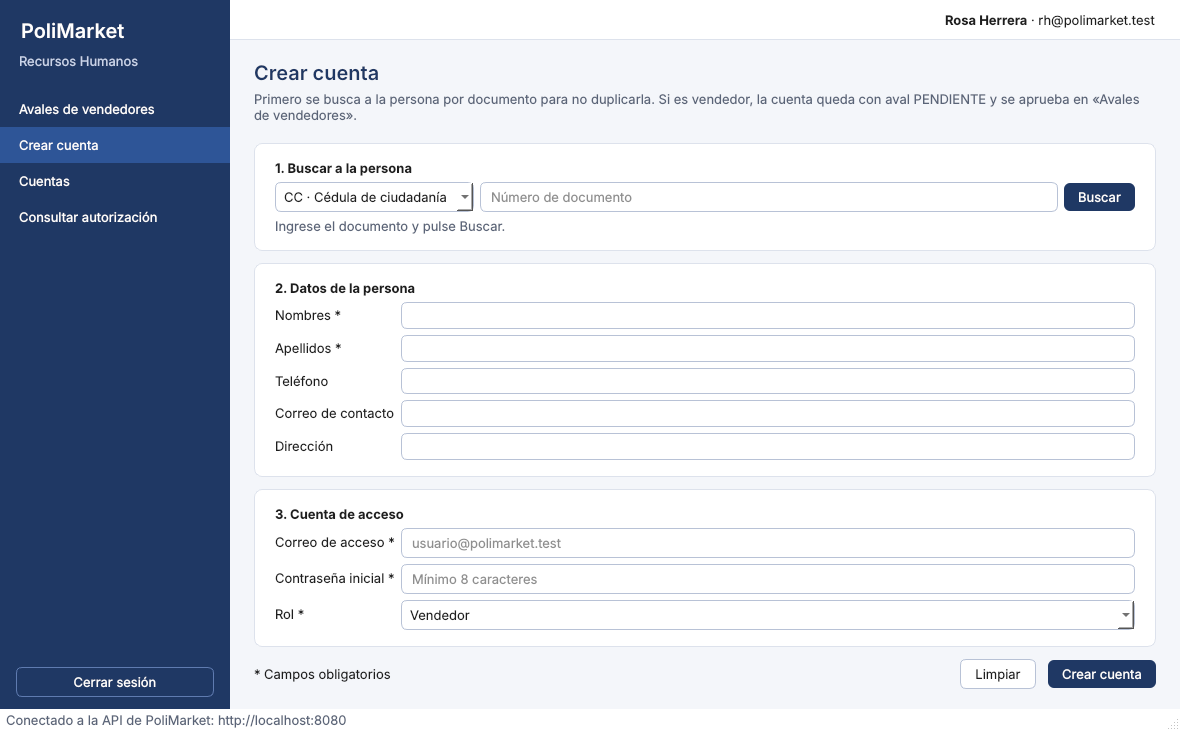 PoliMarket
Recursos Humanos
Avales de vendedores
Crear cuenta
Cuentas
Consultar autorización
Cerrar sesión
Rosa Herrera · rh@polimarket.test
Crear cuenta
Primero se busca a la persona por documento para no duplicarla. Si es vendedor, la cuenta queda con aval PENDIENTE y se aprueba en «Avales
de vendedores».
1. Buscar a la persona
CC · Cédula de ciudadanía
Número de documento
Buscar
Ingrese el documento y pulse Buscar.
2. Datos de la persona
Nombres *
Apellidos *
Teléfono
Correo de contacto
Dirección
3. Cuenta de acceso
Correo de acceso *
usuario@polimarket.test
Contraseña inicial *
Mínimo 8 caracteres
Rol *
Vendedor
* Campos obligatorios
Limpiar
Crear cuenta
Conectado a la API de PoliMarket: http://localhost:8080